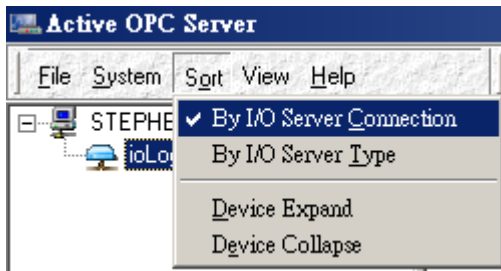 Active OPC Server
File System Sort View Help
STEPHE
ioLo
By I/O Server Connection
By I/O Server Type
Device Expand
Device Collapse